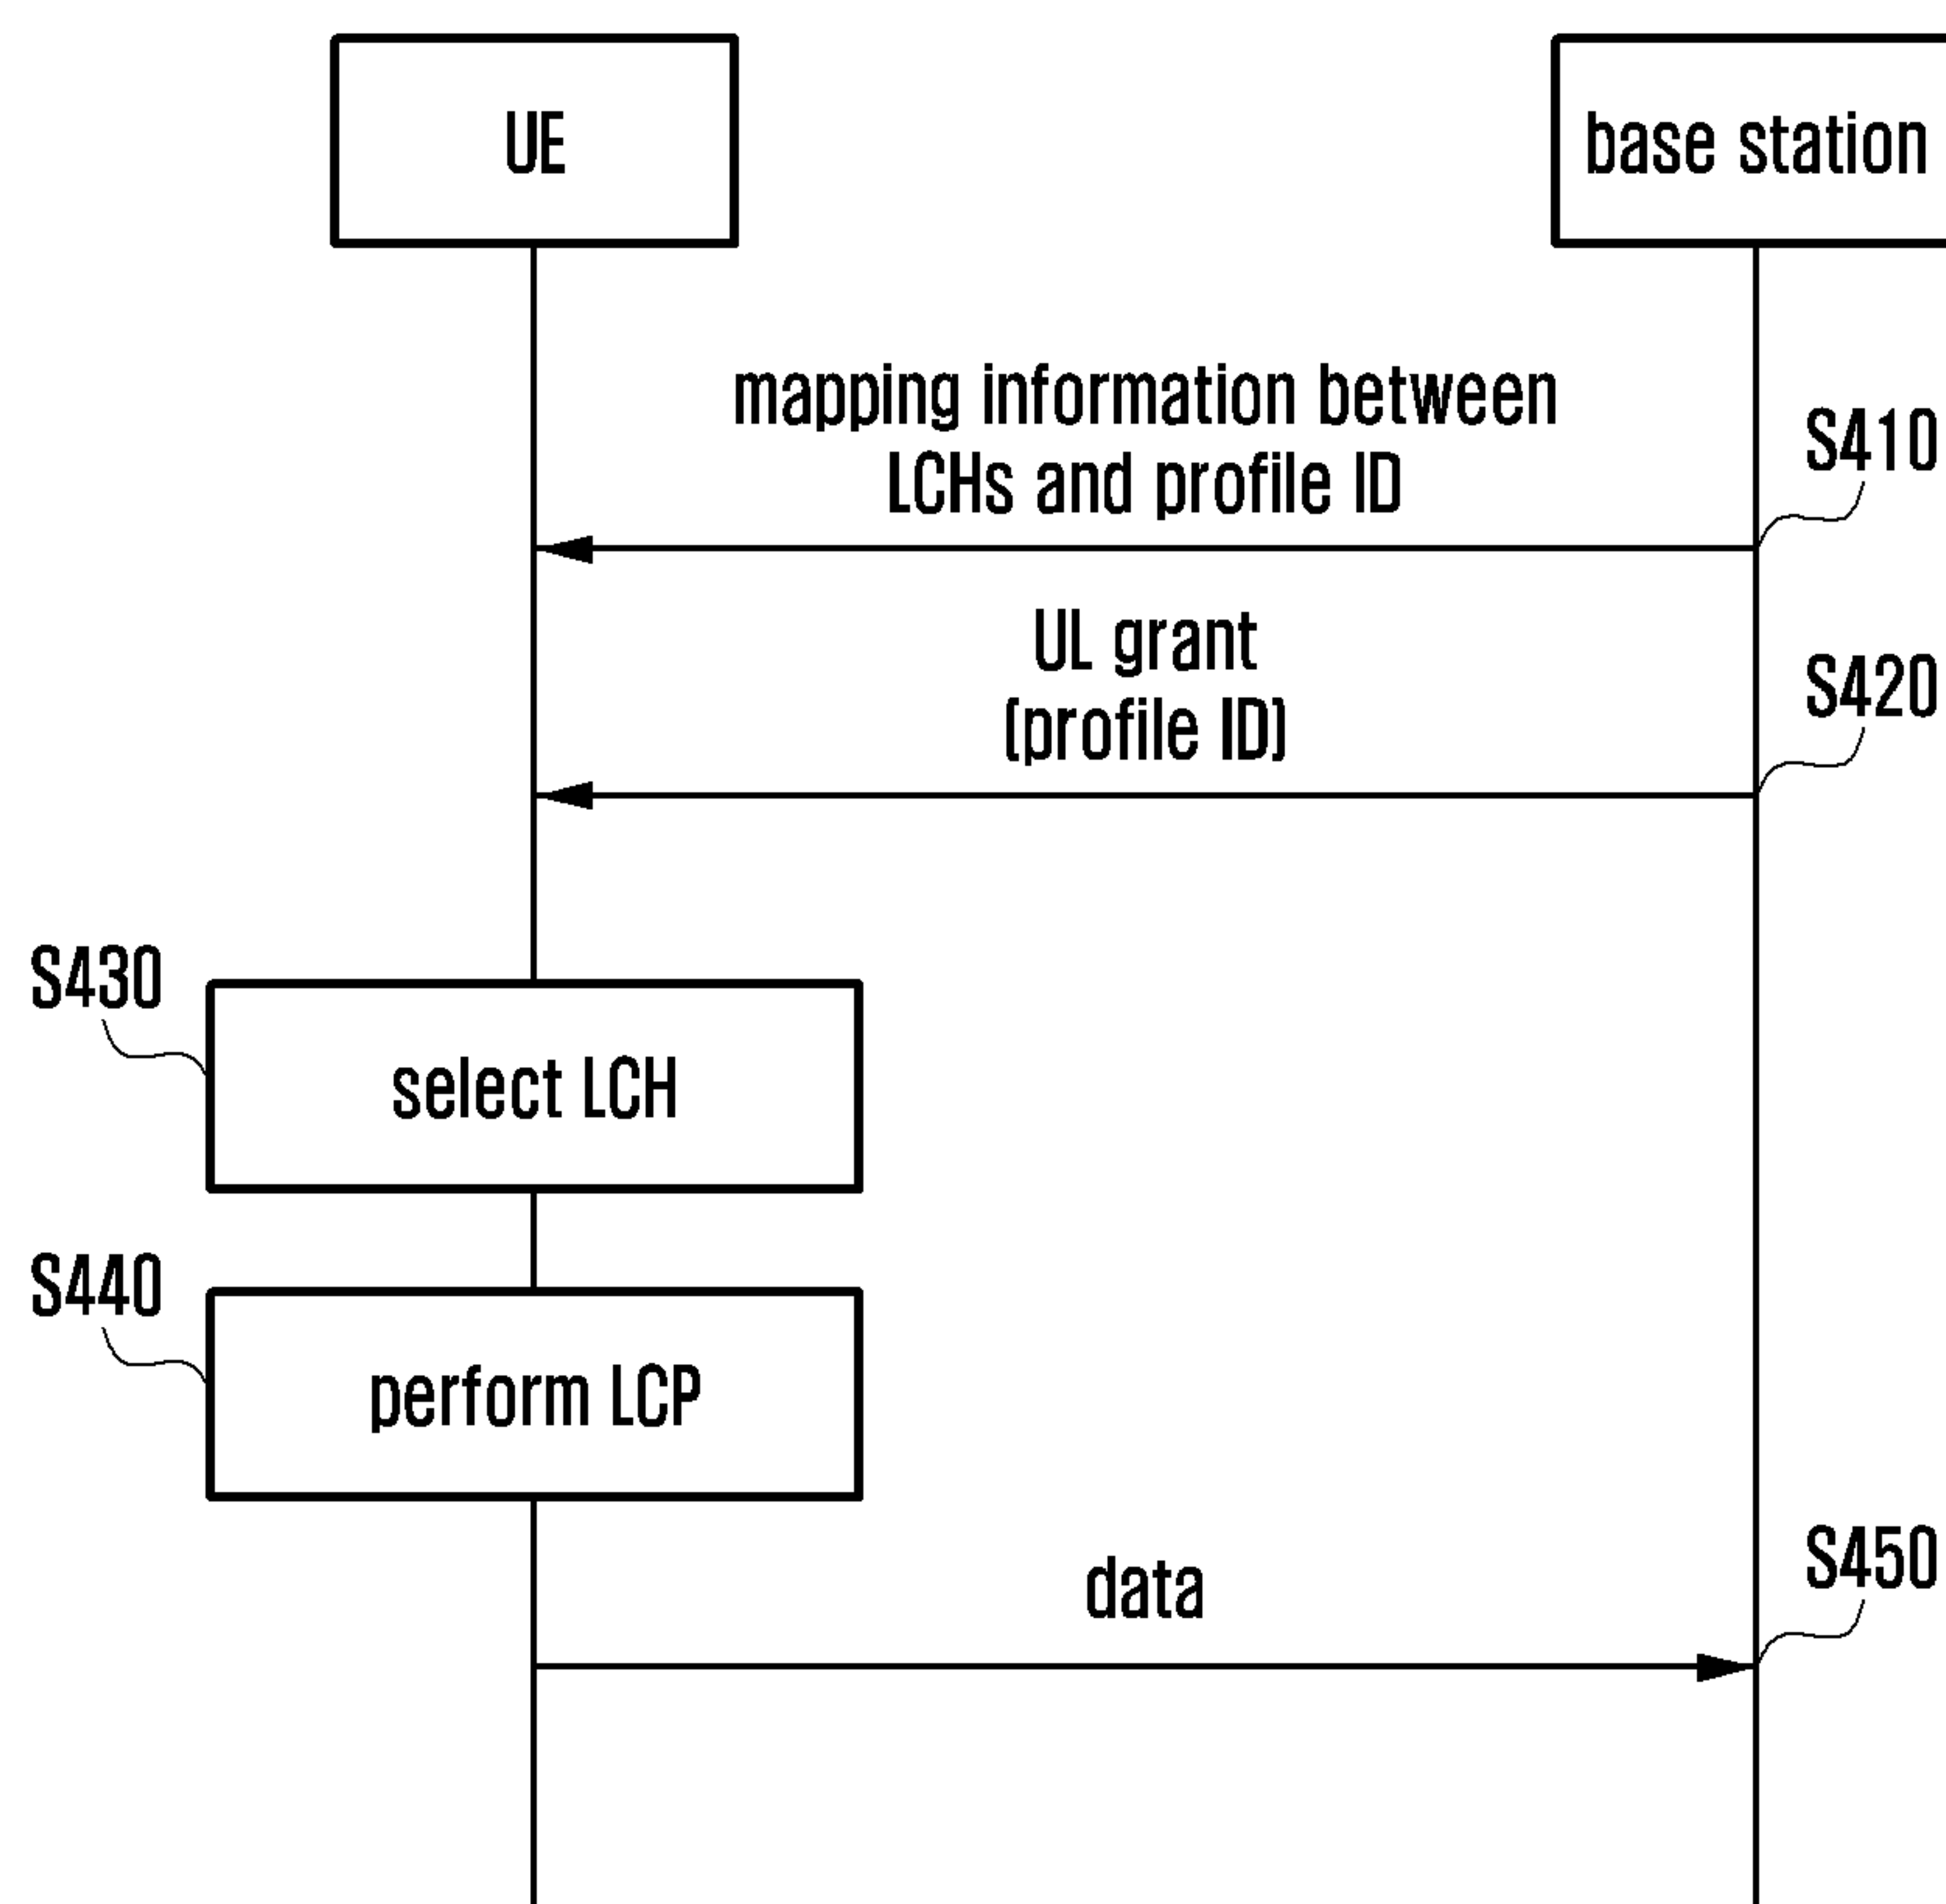 UE
base station
mapping information between
LCHs and profile ID
S410
UL grant
(profile ID)
S420
S430
select LCH
S440
perform LCP
data
S450